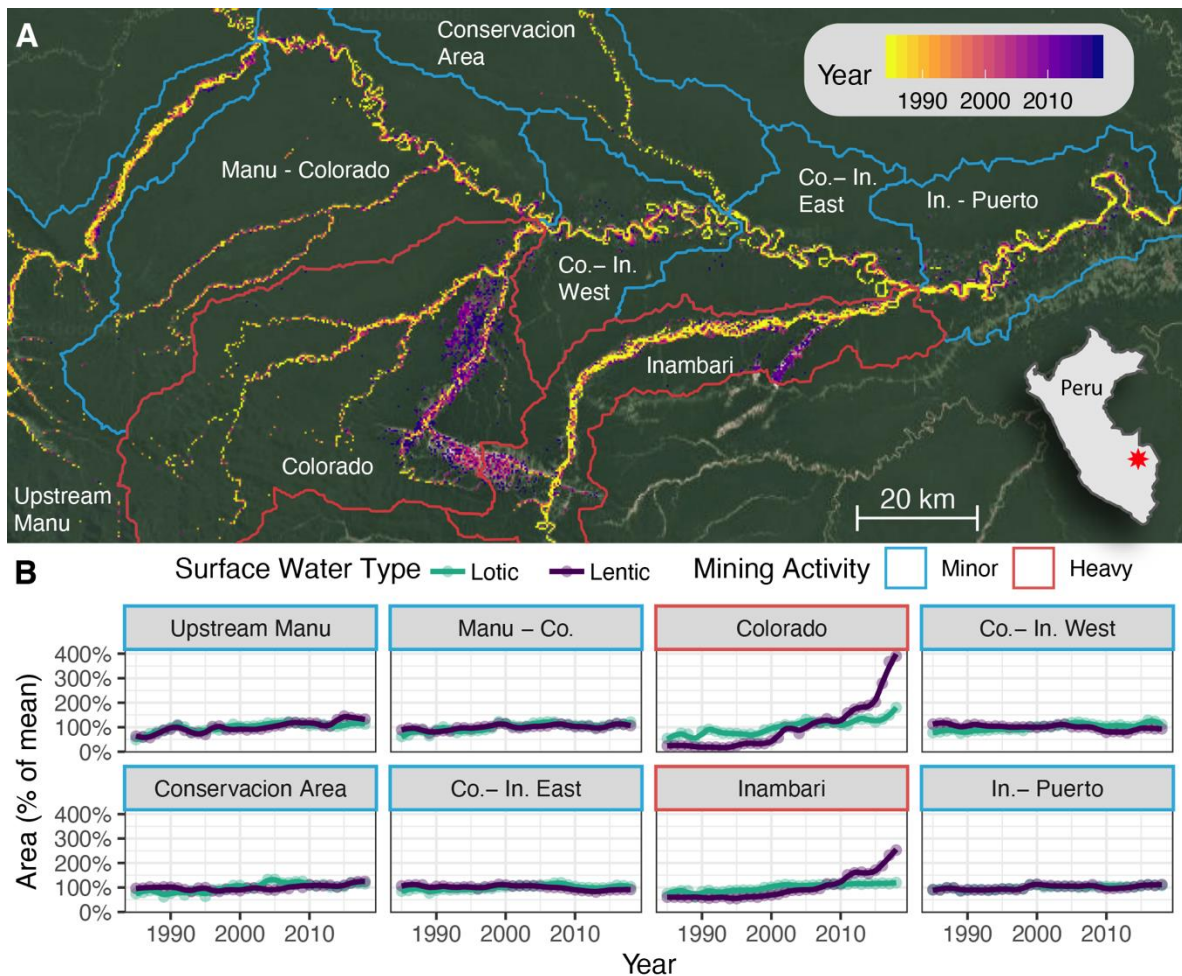 A
Conservacion
Area
Year
1990 2000 2010
Manu - Colorado
Co.– In.
East
In. - Puerto
Co.– In.
West
Inambari
Peru
Colorado
Upstream
Manu
20 km
B
Surface Water Type Lotic Lentic Mining Activity Minor Heavy
Upstream Manu Manu – Co. Colorado Co.– In. West
400%
300%
200%
100%
0%
Conservacion Area Co.– In. East Inambari In.– Puerto
400%
300%
200%
100%
0%
Area (% of mean)
1990 2000 2010 1990 2000 2010 1990 2000 2010 1990 2000 2010
Year